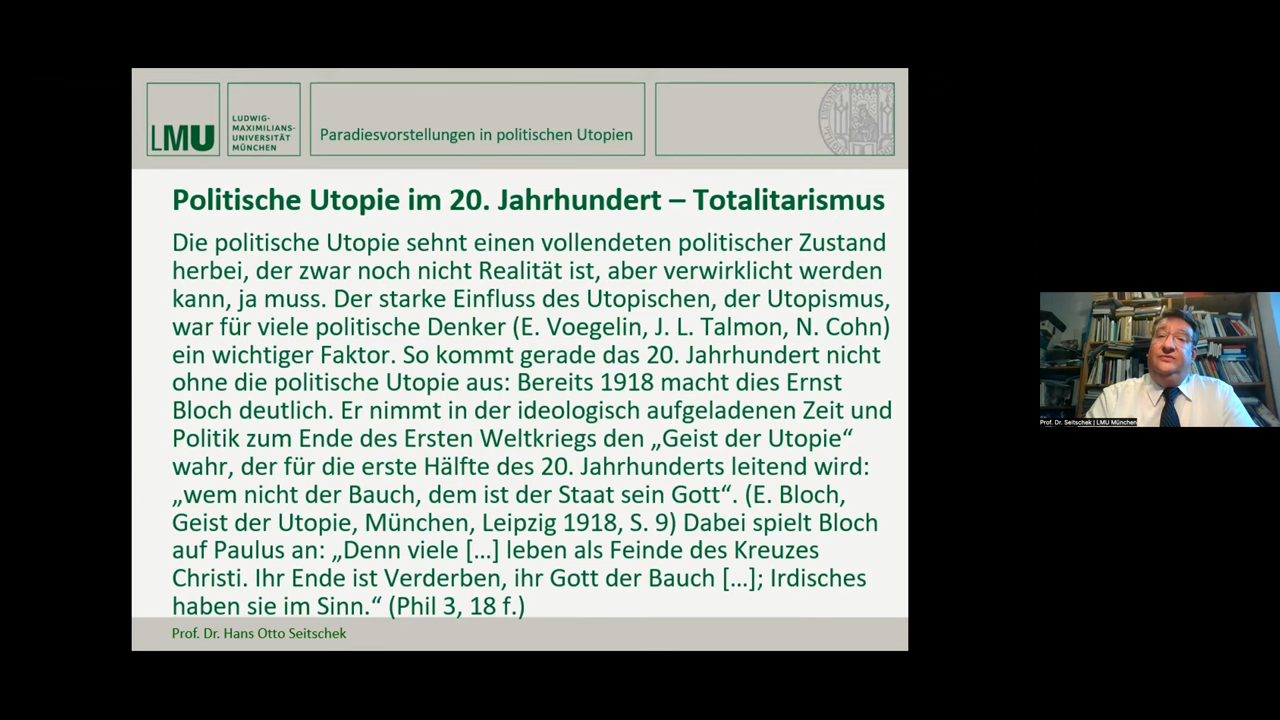 LMU
LUDWIG-
MAXIMILIANS-
UNIVERSITÄT
MÜNCHEN
Paradiesvorstellungen in politischen Utopien
Politische Utopie im 20. Jahrhundert – Totalitarismus
Die politische Utopie sehnt einen vollendeten politischer Zustand
herbei, der zwar noch nicht Realität ist, aber verwirklicht werden
kann, ja muss. Der starke Einfluss des Utopischen, der Utopismus,
war für viele politische Denker (E. Voegelin, J. L. Talmon, N. Cohn)
ein wichtiger Faktor. So kommt gerade das 20. Jahrhundert nicht
ohne die politische Utopie aus: Bereits 1918 macht dies Ernst
Bloch deutlich. Er nimmt in der ideologisch aufgeladenen Zeit und
Politik zum Ende des Ersten Weltkriegs den „Geist der Utopie“
wahr, der für die erste Hälfte des 20. Jahrhunderts leitend wird:
„wem nicht der Bauch, dem ist der Staat sein Gott“. (E. Bloch,
Geist der Utopie, München, Leipzig 1918, S. 9) Dabei spielt Bloch
auf Paulus an: „Denn viele […] leben als Feinde des Kreuzes
Christi. Ihr Ende ist Verderben, ihr Gott der Bauch […]; Irdisches
haben sie im Sinn.“ (Phil 3, 18 f.)
Prof. Dr. Hans Otto Seitschek
Prof. Dr. Seitschek | LMU München